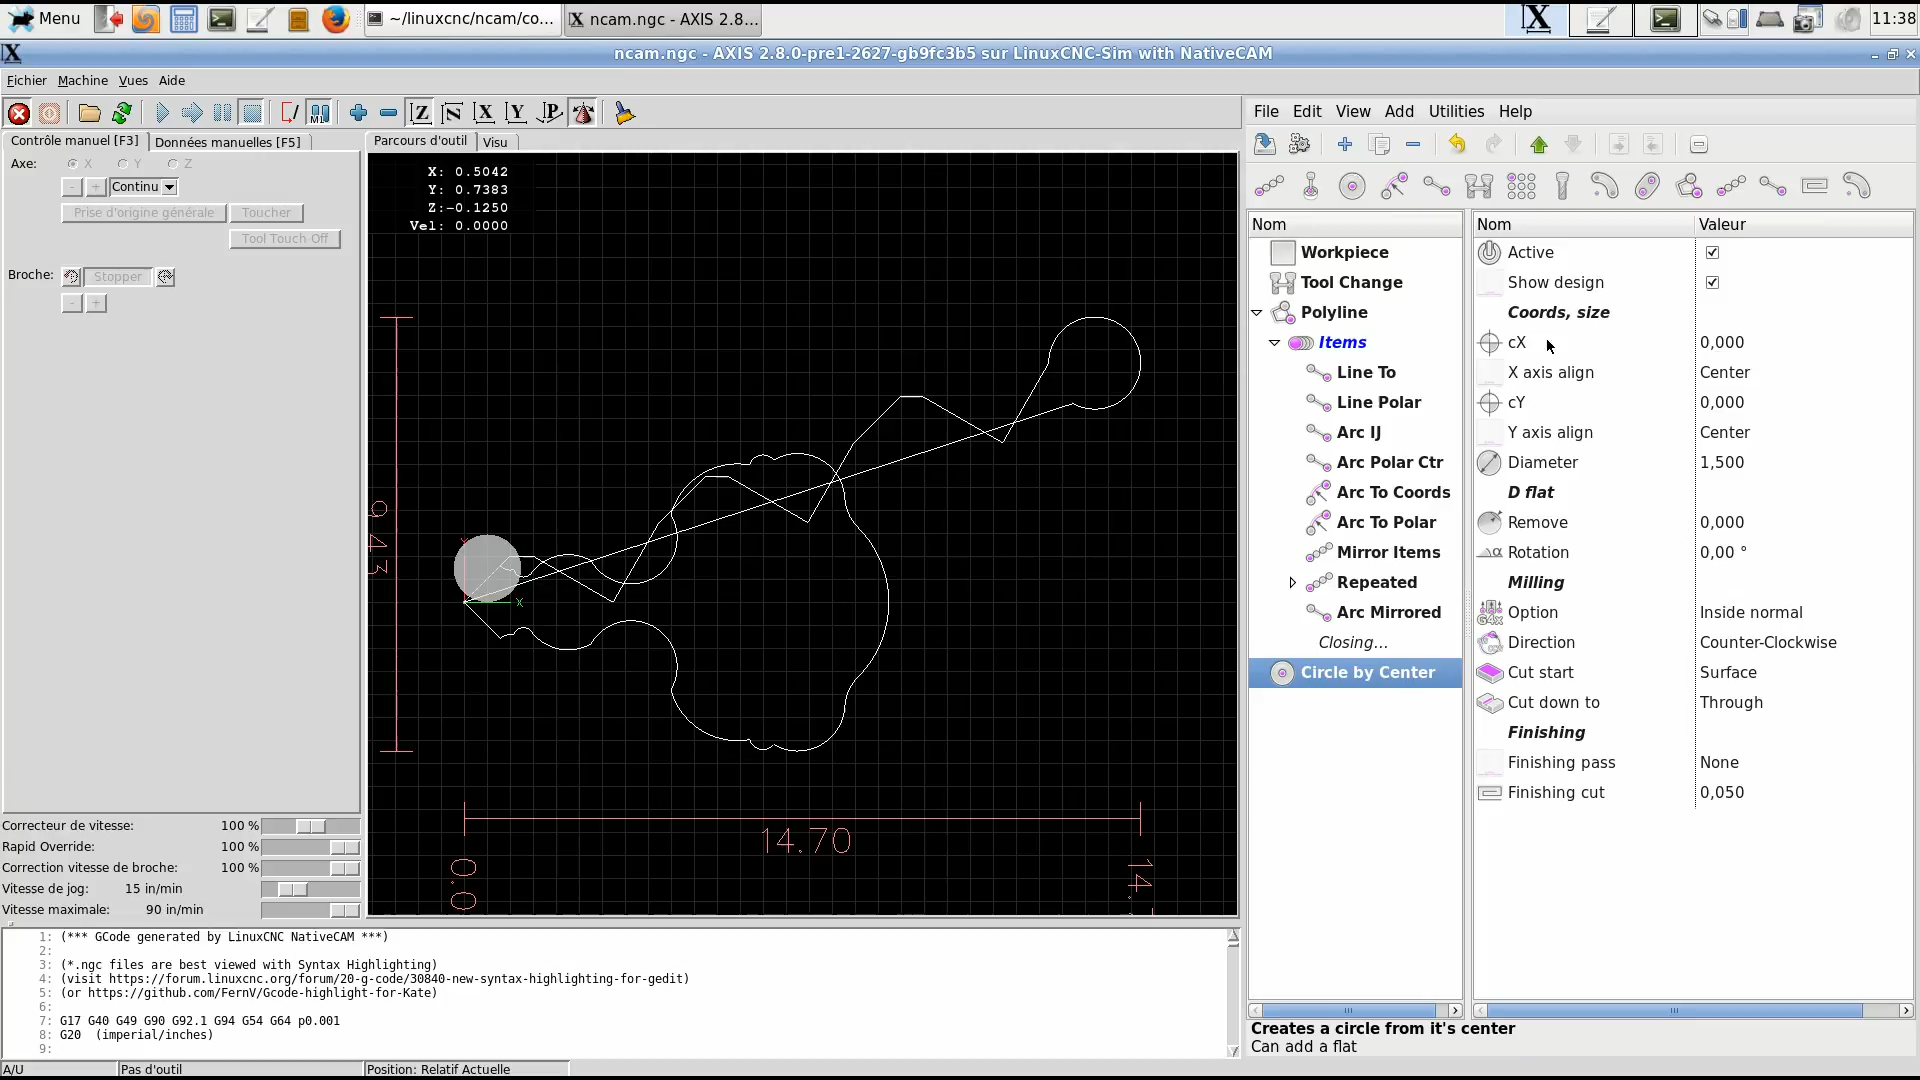 Menu
~/linuxcnc/ncam/co...
ncam.ngc - AXIS 2.8...
11:38
ncam.ngc - AXIS 2.8.0-pre1-2627-gb9fc3b5 sur LinuxCNC-Sim with NativeCAM
Fichier Machine Vues Aide
Contrôle manuel [F3]
Données manuelles [F5]
Axe:
X Y Z
- + Continu
Prise d'origine générale
Toucher
Tool Touch Off
Broche:
Stopper
- +
Correcteur de vitesse: 100 %
Rapid Override: 100 %
Correction vitesse de broche: 100 %
Vitesse de jog: 15 in/min
Vitesse maximale: 90 in/min
Parcours d'outil
Visu
X: 0.5042
Y: 0.7383
Z:-0.1250
Vel: 0.0000
9.43
X
14.70
0.0
14.
1: (*** GCode generated by LinuxCNC NativeCAM ***)
2:
3: (*.ngc files are best viewed with Syntax Highlighting)
4: (visit https://forum.linuxcnc.org/forum/20-g-code/30840-new-syntax-highlighting-for-gedit)
5: (or https://github.com/FernV/Gcode-highlight-for-Kate)
6:
7: G17 G40 G49 G90 G92.1 G94 G54 G64 p0.001
8: G20 (imperial/inches)
9:
A/U
Pas d'outil
Position: Relatif Actuelle
File Edit View Add Utilities Help
Nom
Workpiece
Tool Change
Polyline
Items
Line To
Line Polar
Arc IJ
Arc Polar Ctr
Arc To Coords
Arc To Polar
Mirror Items
Repeated
Arc Mirrored
Closing...
Circle by Center
Nom Valeur
Active
Show design
Coords, size
cX 0,000
X axis align Center
cY 0,000
Y axis align Center
Diameter 1,500
D flat
Remove 0,000
Rotation 0,00 °
Milling
Option Inside normal
Direction Counter-Clockwise
Cut start Surface
Cut down to Through
Finishing
Finishing pass None
Finishing cut 0,050
Creates a circle from it's center
Can add a flat